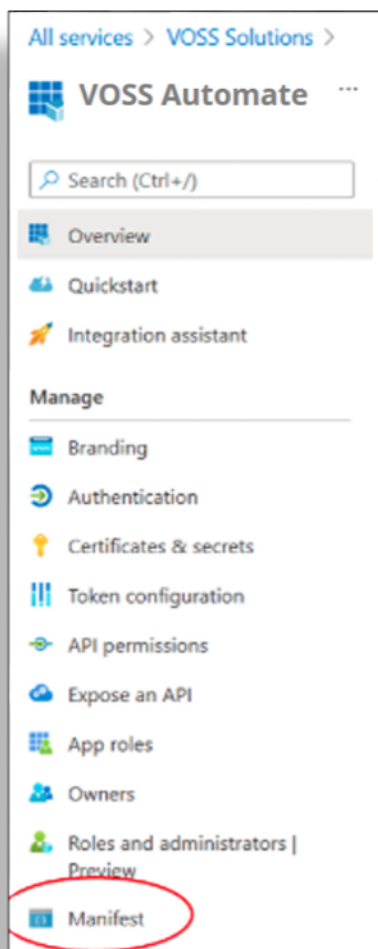 All services > VOSS Solutions >
VOSS Automate ...
Search (Ctrl+/)
Overview
Quickstart
Integration assistant
Manage
Branding
Authentication
Certificates & secrets
Token configuration
API permissions
Expose an API
App roles
Owners
Roles and administrators |
Preview
Manifest